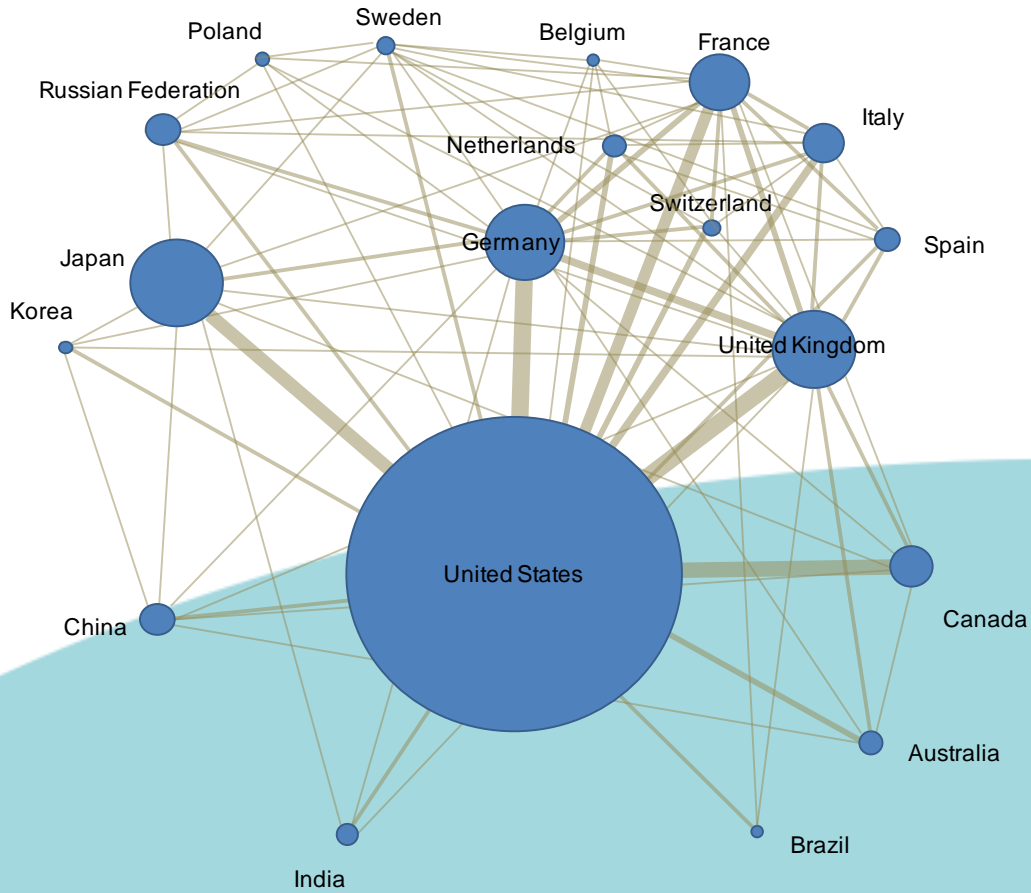 Sweden
Poland
Belgium
France
Russian Federation
Italy
Netherlands
Switzerland
Germany
Spain
Japan
Korea
United Kingdom
United States
China
Canada
Australia
Brazil
India